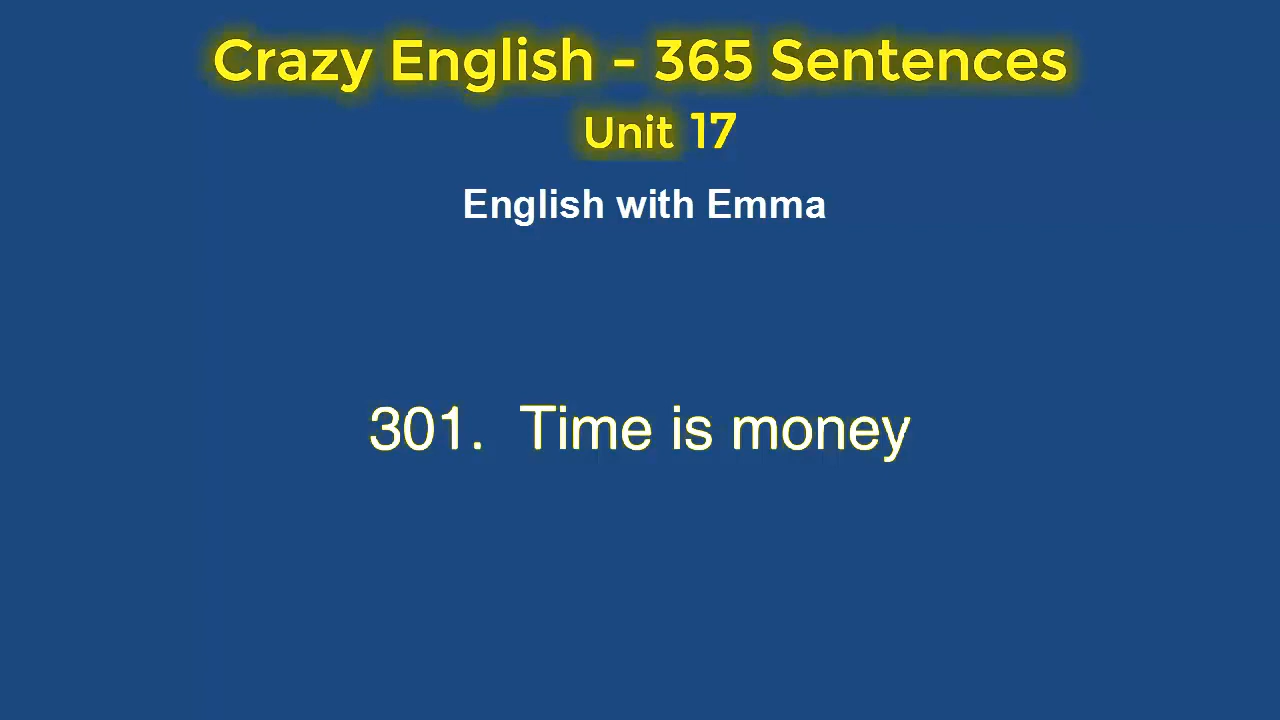 Crazy English - 365 Sentences
Unit 17
English with Emma
301. Time is money